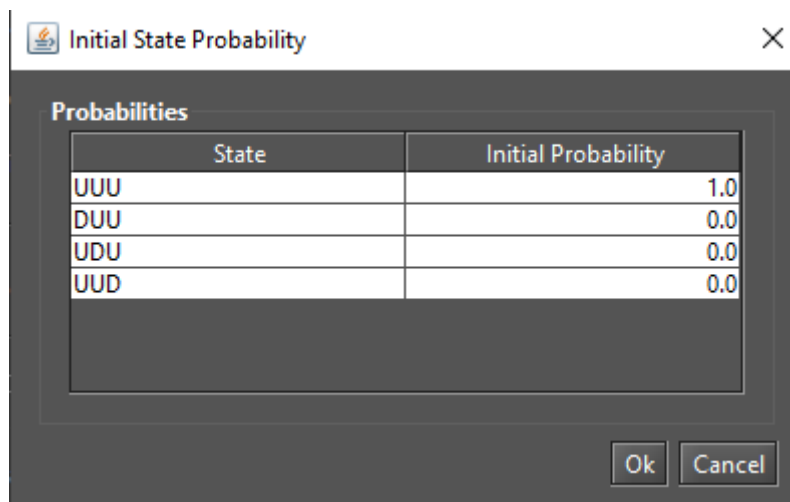 Initial State Probability
Probabilities
State Initial Probability
UUU 1.0
DUU 0.0
UDU 0.0
UUD 0.0
Ok Cancel